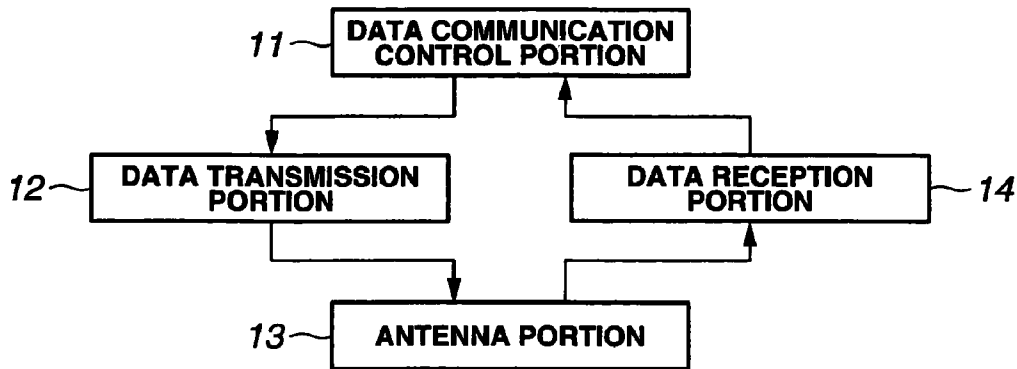 11
DATA COMMUNICATION
CONTROL PORTION
12
DATA TRANSMISSION
PORTION
DATA RECEPTION
PORTION
14
13
ANTENNA PORTION